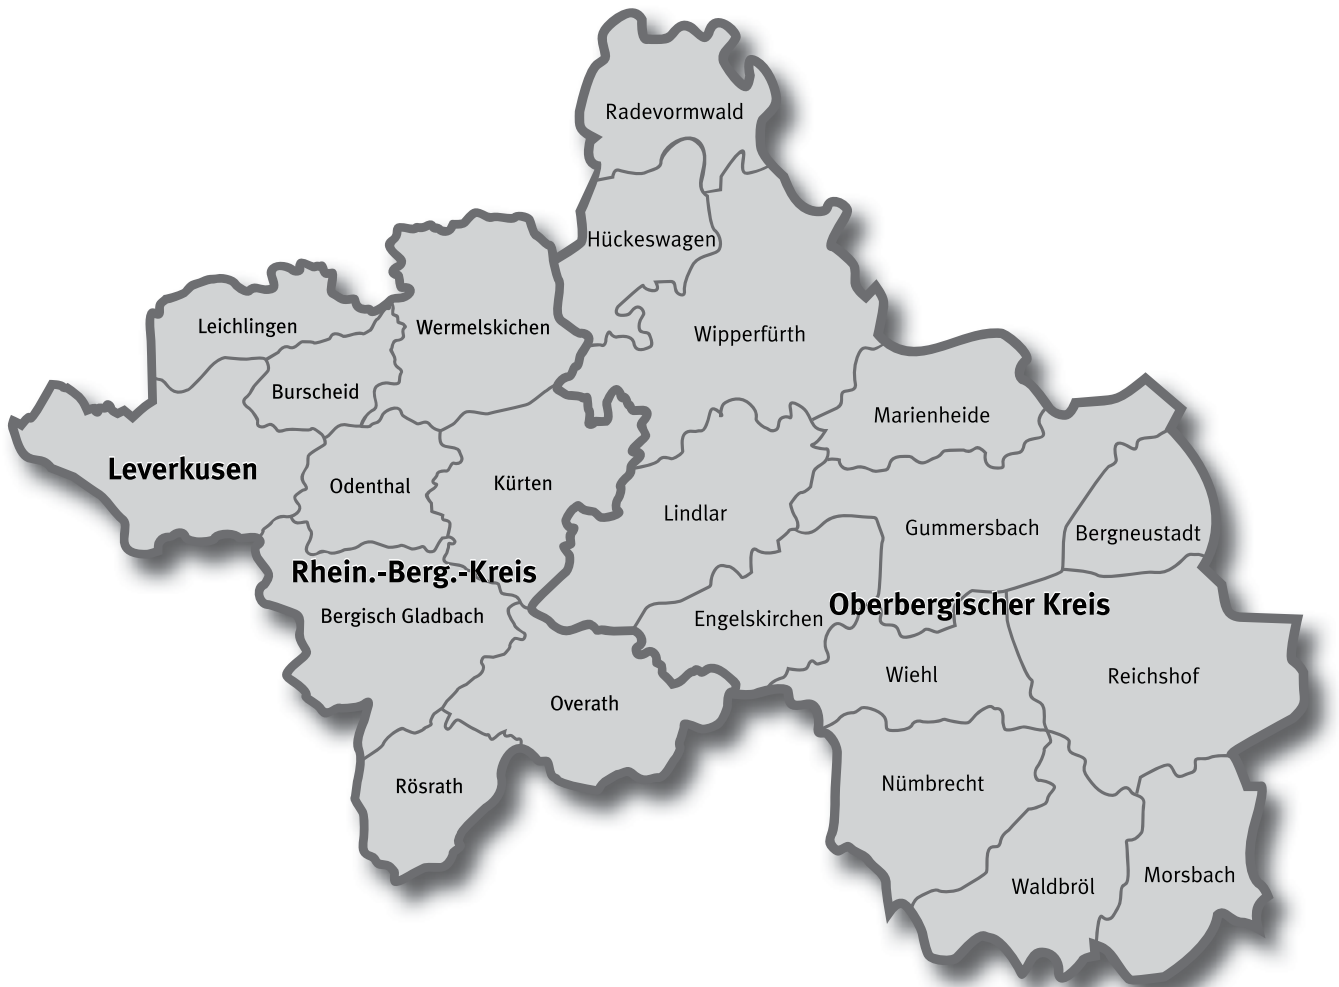 Radevormwald
Hückeswagen
Leichlingen
Wermelskichen
Wipperfürth
Burscheid
Marienheide
Leverkusen
Odenthal
Kürten
Lindlar
Gummersbach
Bergneustadt
Rhein.-Berg.-Kreis
Oberbergischer Kreis
Bergisch Gladbach
Engelskirchen
Wiehl
Reichshof
Overath
Rösrath
Nümbrecht
Waldbröl
Morsbach